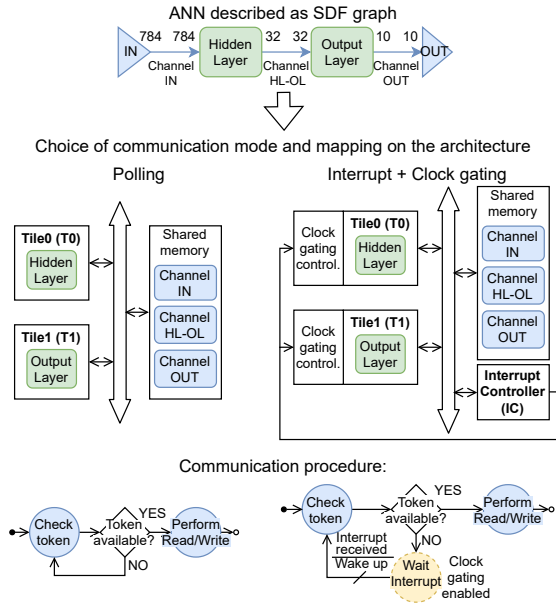 ANN described as SDF graph
IN
784
784
Hidden
Layer
32
32
Output
Layer
10
10
OUT
Channel
IN
Channel
HL-OL
Channel
OUT
Choice of communication mode and mapping on the architecture
Polling
Tile0 (T0)
Hidden
Layer
Tile1 (T1)
Output
Layer
Shared
memory
Channel
IN
Channel
HL-OL
Channel
OUT
Interrupt + Clock gating
Clock
gating
control.
Tile0 (T0)
Hidden
Layer
Clock
gating
control.
Tile1 (T1)
Output
Layer
Shared
memory
Channel
IN
Channel
HL-OL
Channel
OUT
Interrupt
Controller
(IC)
Communication procedure:
Check
token
Token
available?
YES
NO
Perform
Read/Write
Check
token
Token
available?
YES
NO
Perform
Read/Write
Interrupt
received
Wake up
Wait
Interrupt
Clock
gating
enabled